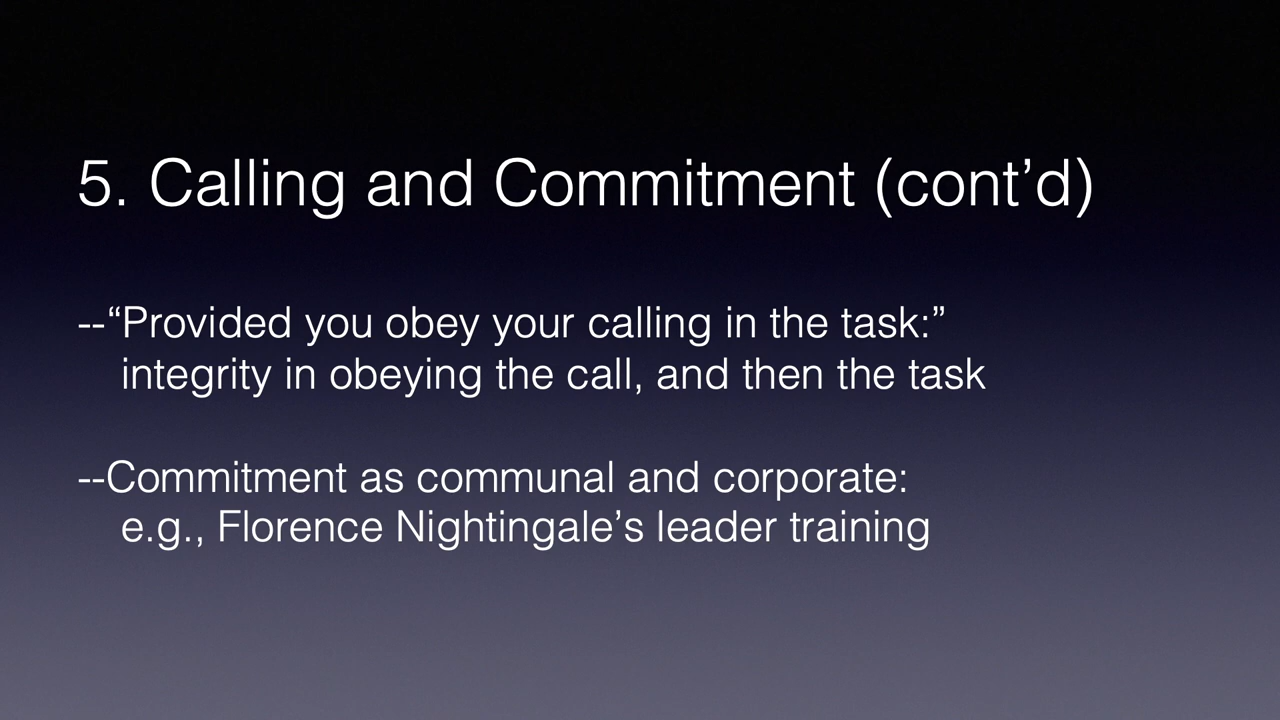 5. Calling and Commitment (cont’d)
--“Provided you obey your calling in the task:”
integrity in obeying the call, and then the task
--Commitment as communal and corporate:
e.g., Florence Nightingale’s leader training